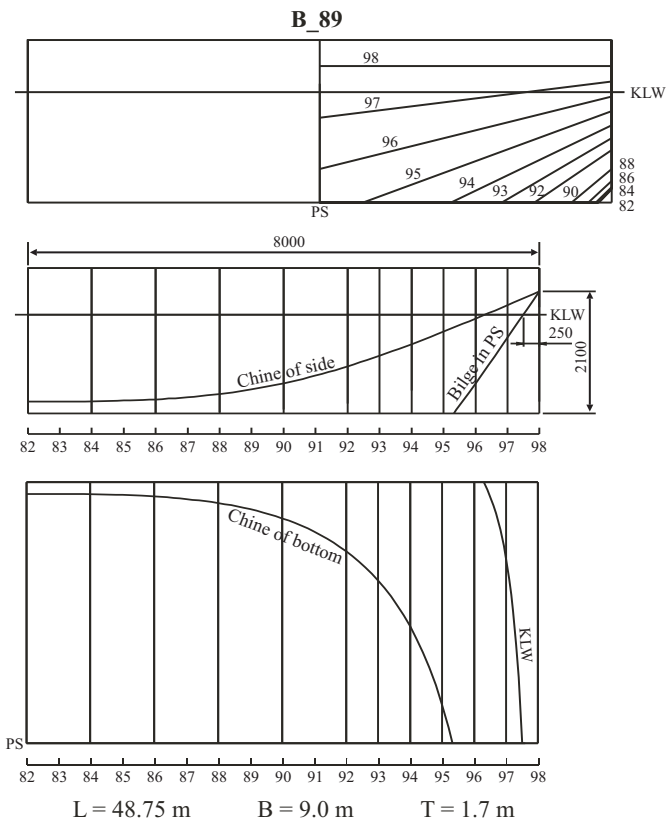 B_89
98
KLW
97
96
95
94
93
92
90
88
86
84
82
PS
8000
KLW
250
2100
Chine of side
Bilge in PS
82 83 84 85 86 87 88 89 90 91 92 93 94 95 96 97 98
Chine of bottom
KLW
PS
82 83 84 85 86 87 88 89 90 91 92 93 94 95 96 97 98
L = 48.75 m B = 9.0 m T = 1.7 m